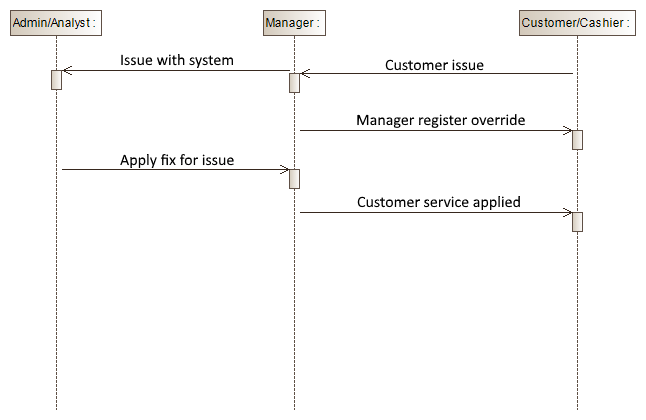 Admin/Analyst :
Manager :
Customer/Cashier :
Issue with system
Customer issue
Manager register override
Apply fix for issue
Customer service applied